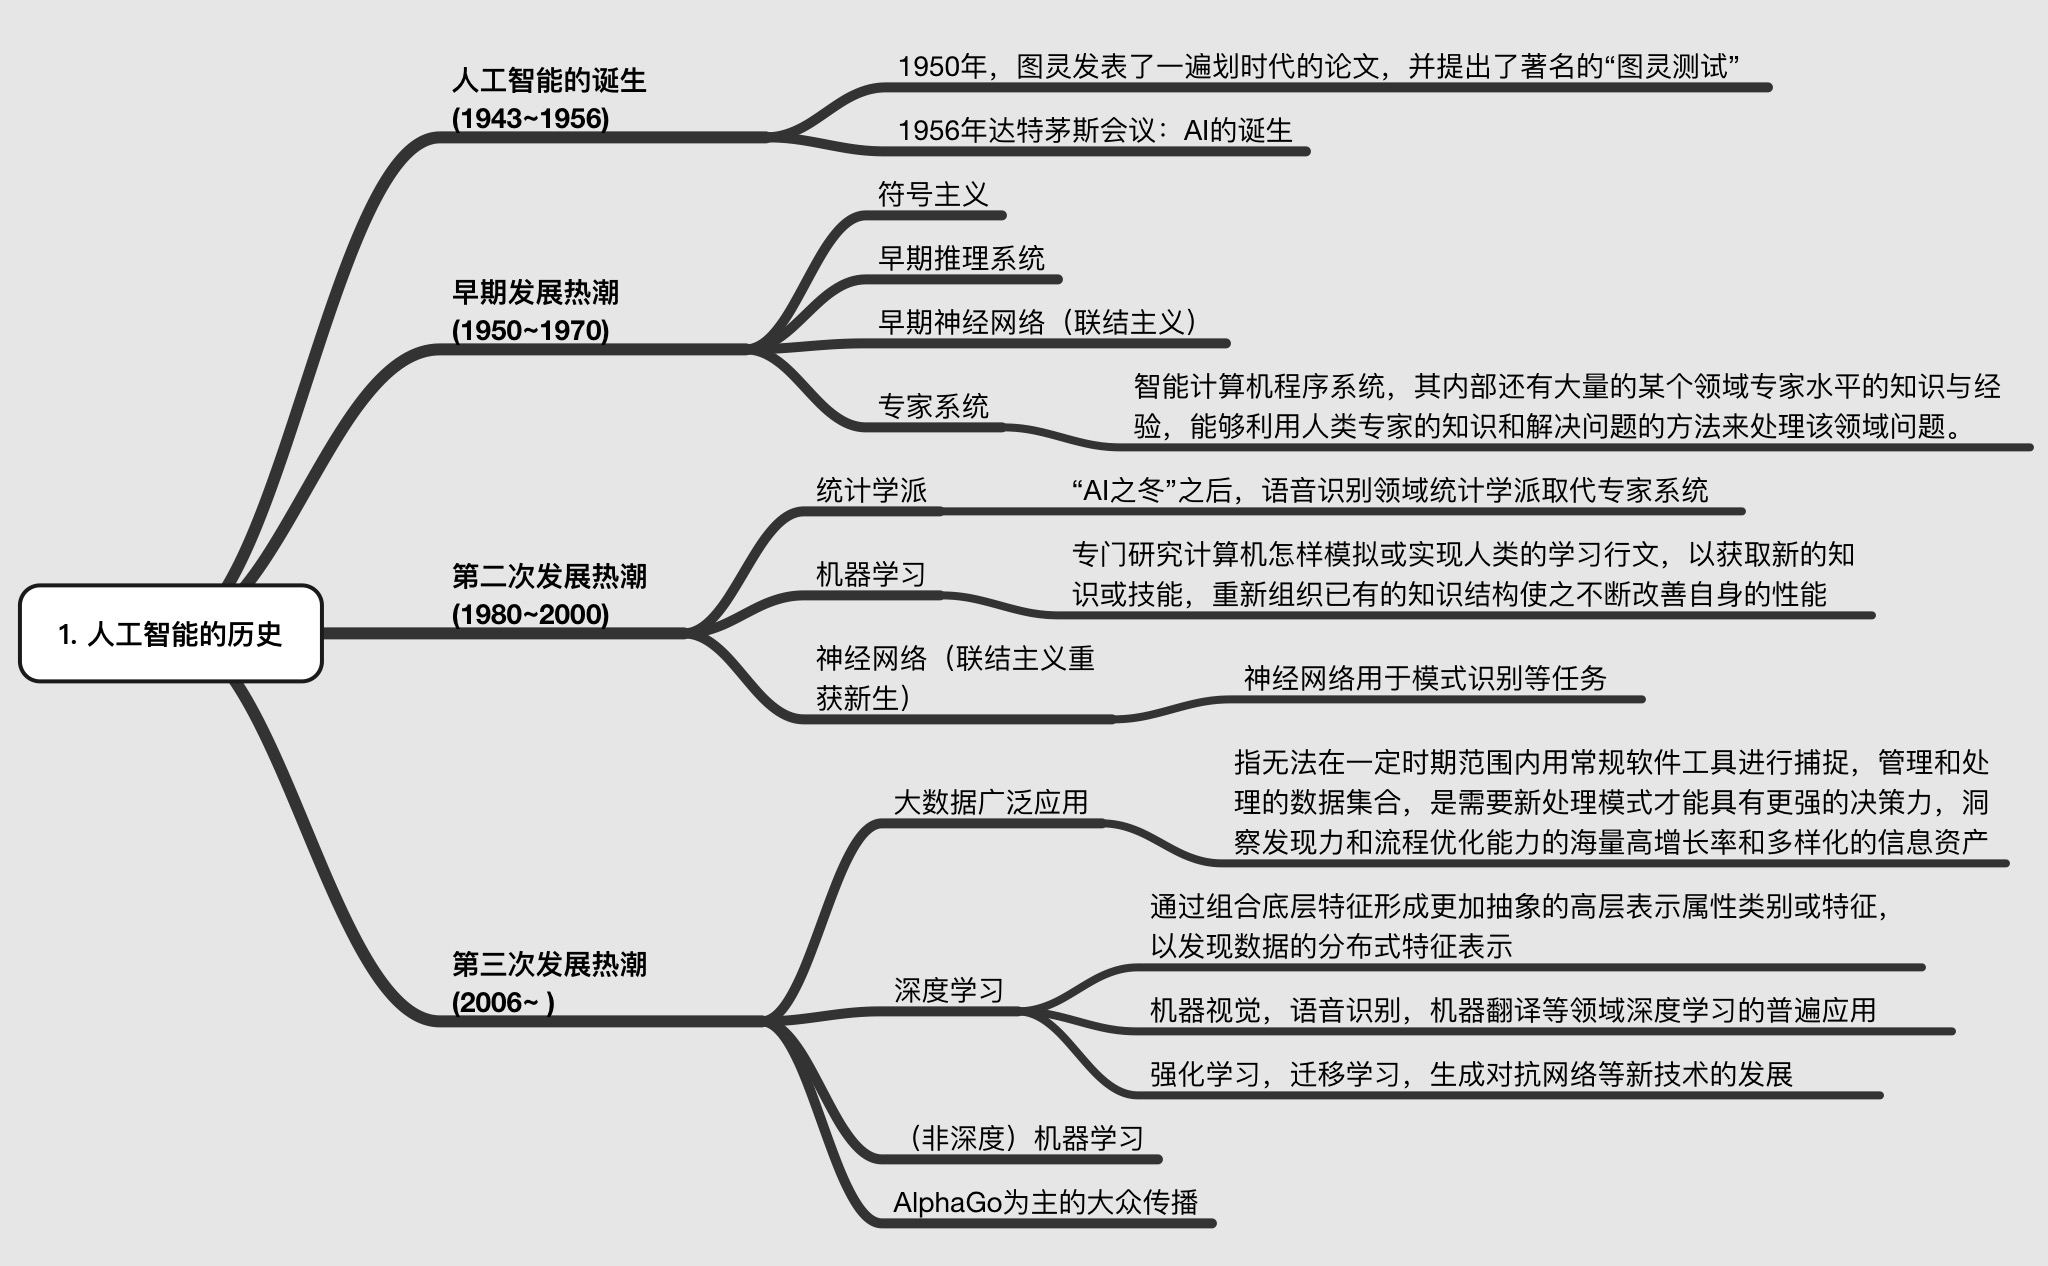 1. 人工智能的历史
人工智能的诞生
(1943~1956)
1950年，图灵发表了一遍划时代的论文，并提出了著名的“图灵测试”
1956年达特茅斯会议：AI的诞生
早期发展热潮
(1950~1970)
符号主义
早期推理系统
早期神经网络（联结主义）
专家系统
智能计算机程序系统，其内部还有大量的某个领域专家水平的知识与经
验，能够利用人类专家的知识和解决问题的方法来处理该领域问题。
第二次发展热潮
(1980~2000)
统计学派
“AI之冬”之后，语音识别领域统计学派取代专家系统
机器学习
专门研究计算机怎样模拟或实现人类的学习行文，以获取新的知
识或技能，重新组织已有的知识结构使之不断改善自身的性能
神经网络（联结主义重
获新生）
神经网络用于模式识别等任务
第三次发展热潮
(2006~ )
大数据广泛应用
指无法在一定时期范围内用常规软件工具进行捕捉，管理和处
理的数据集合，是需要新处理模式才能具有更强的决策力，洞
察发现力和流程优化能力的海量高增长率和多样化的信息资产
深度学习
通过组合底层特征形成更加抽象的高层表示属性类别或特征，
以发现数据的分布式特征表示
机器视觉，语音识别，机器翻译等领域深度学习的普遍应用
强化学习，迁移学习，生成对抗网络等新技术的发展
（非深度）机器学习
AlphaGo为主的大众传播